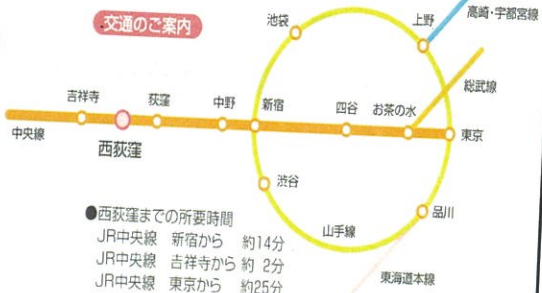 交通のご案内
池袋
上野
高崎・宇都宮線
総武線
吉祥寺
荻窪
中野
新宿
四谷
お茶の水
東京
中央線
西荻窪
渋谷
品川
山手線
東海道本線
●西荻窪までの所要時間
JR中央線 新宿から 約14分
JR中央線 吉祥寺から 約 2分
JR中央線 東京から 約25分